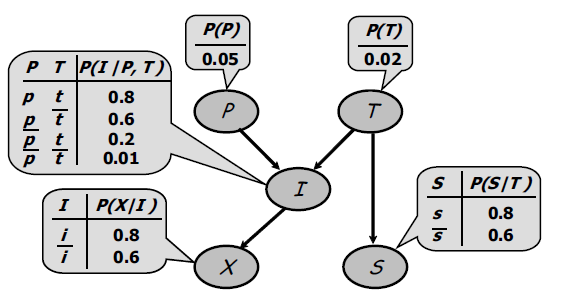 P(P)
0.05
P(T)
0.02
P T P(I | P, T )
p t 0.8
p t̅ 0.6
p̅ t 0.2
p̅ t̅ 0.01
P
T
I
I P(X | I )
i 0.8
i̅ 0.6
S P(S | T )
s 0.8
s̅ 0.6
X
S